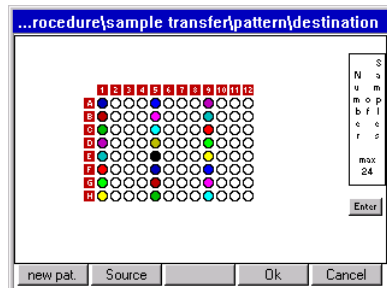 ...rocedure\sample transfer\pattern\destination
Number of Samples
max
24
1 2 3 4 5 6 7 8 9 10 11 12
A
B
C
D
E
F
G
H
Enter
new pat. Source Ok Cancel